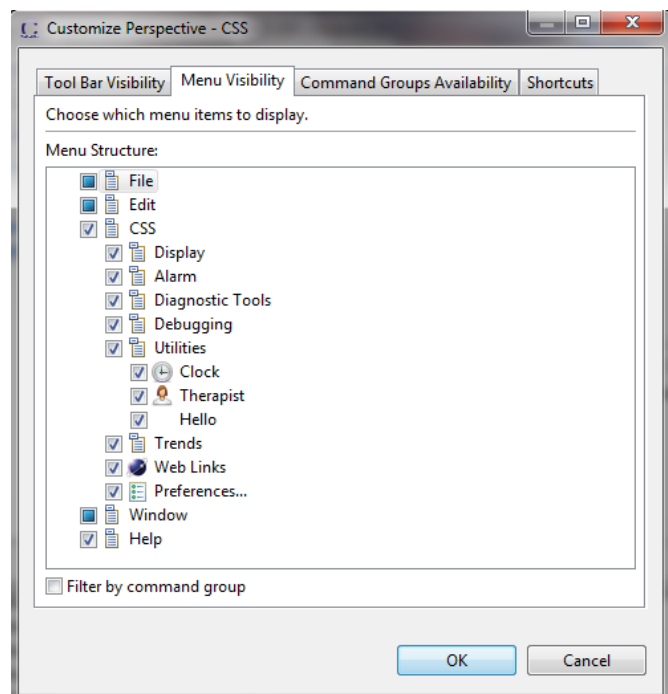 Customize Perspective - CSS
Tool Bar Visibility Menu Visibility Command Groups Availability Shortcuts
Choose which menu items to display.
Menu Structure:
File
Edit
CSS
Display
Alarm
Diagnostic Tools
Debugging
Utilities
Clock
Therapist
Hello
Trends
Web Links
Preferences...
Window
Help
Filter by command group
OK Cancel